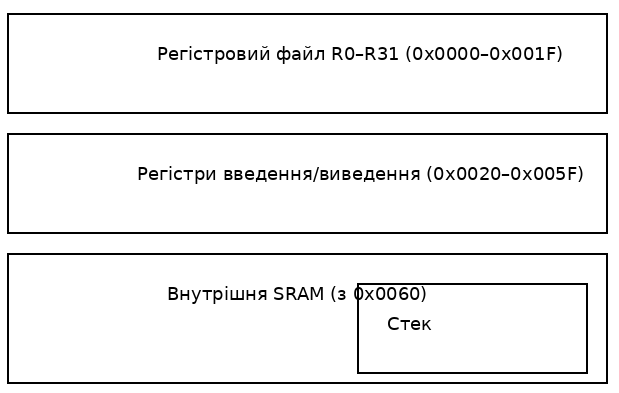 Регістровий файл R0–R31 (0x0000–0x001F)
Регістри введення/виведення (0x0020–0x005F)
Внутрішня SRAM (з 0x0060)
Стек